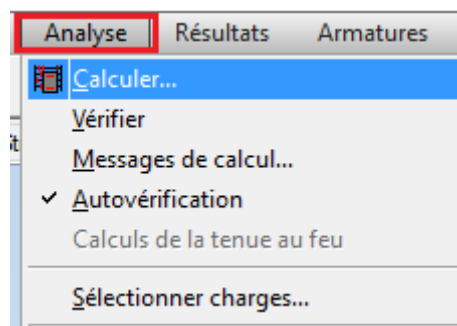 Analyse Résultats Armatures
Calculer...
Vérifier
Messages de calcul...
Autovérification
Calculs de la tenue au feu
Sélectionner charges...